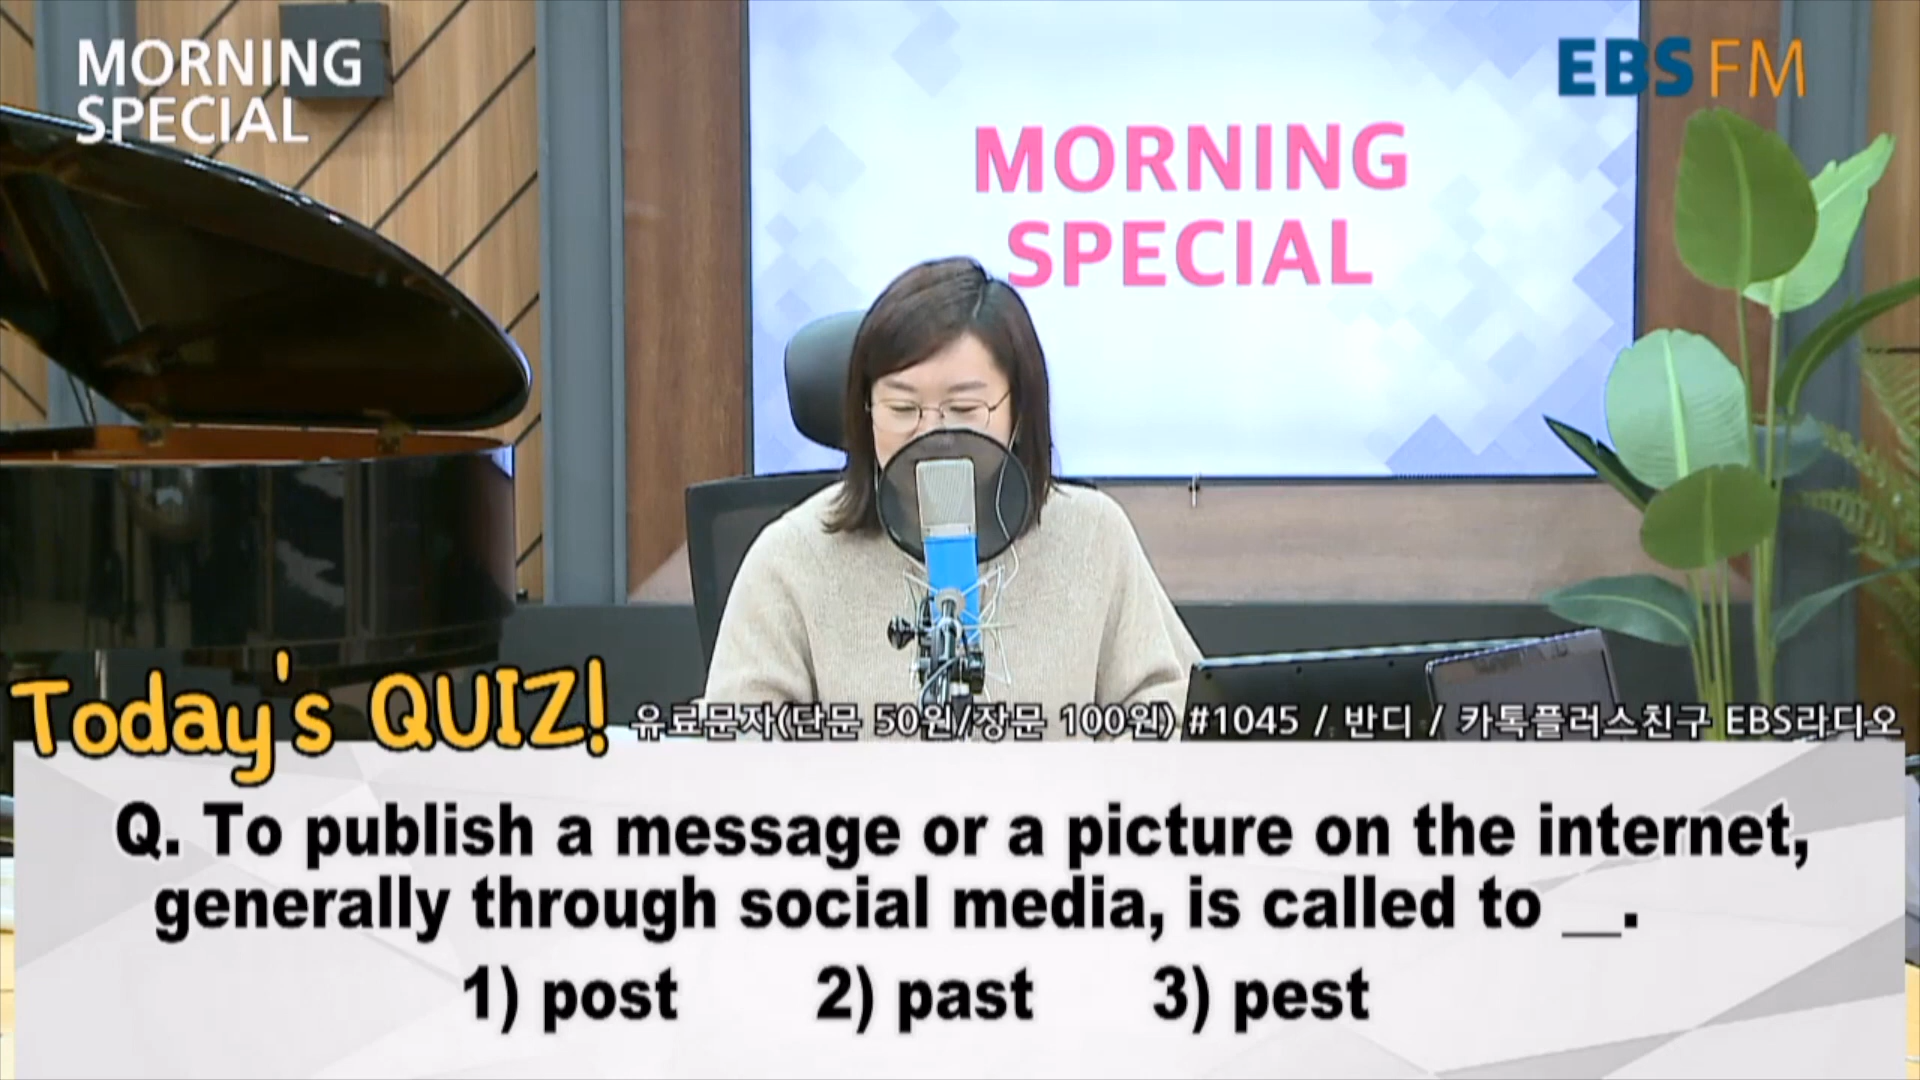 MORNING
SPECIAL
EBS FM
MORNING
SPECIAL
Today's QUIZ!
유료문자(단문 50원/장문 100원) #1045 / 반디 / 카톡플러스친구 EBS라디오
Q. To publish a message or a picture on the internet,
generally through social media, is called to __.
1) post 2) past 3) pest